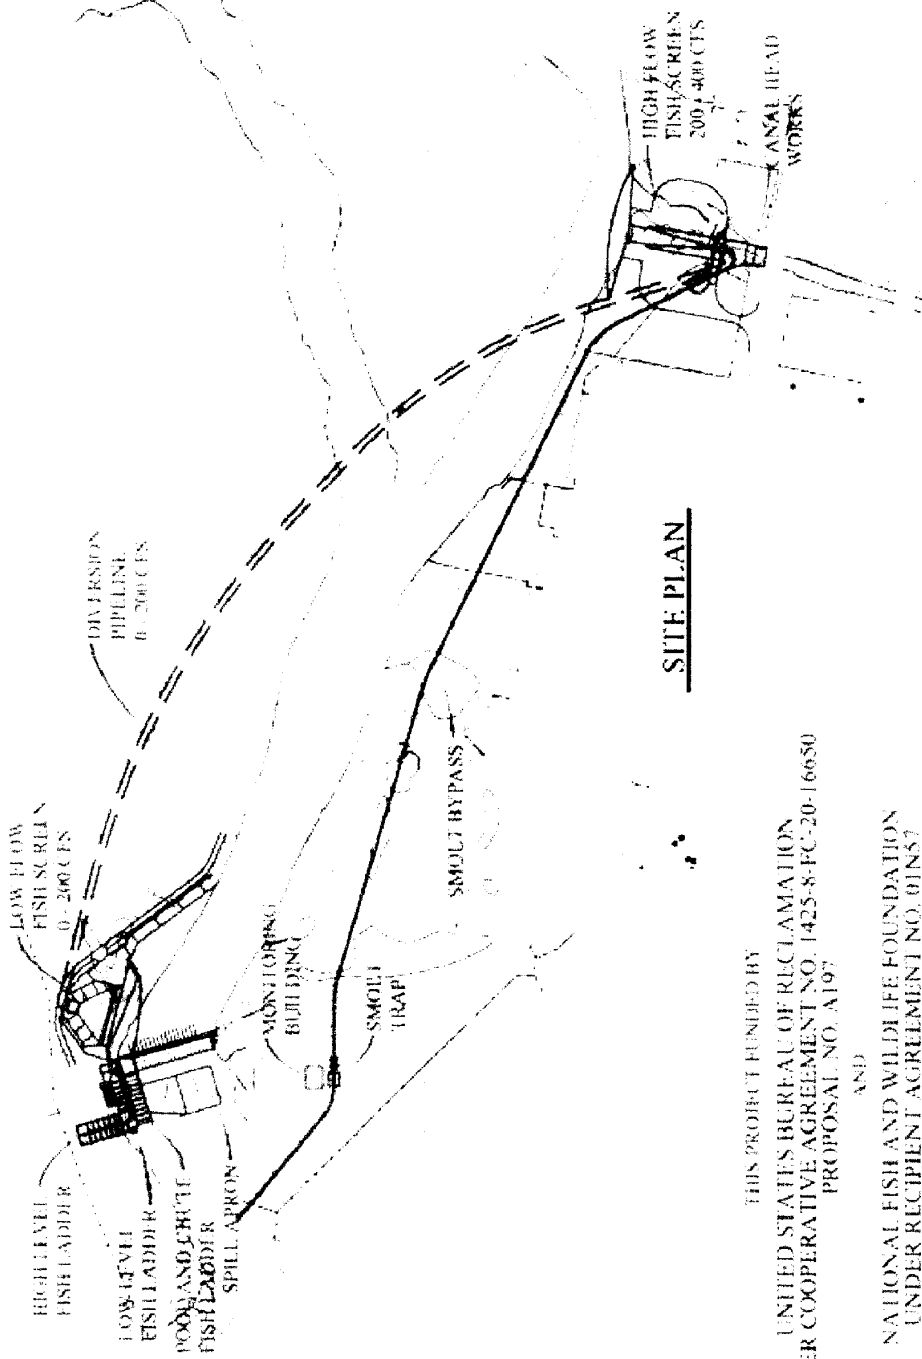 HIGH LEVEL
FISH LADDER
LOW-LEVEL
FISH LADDER
POOL AND CHUTE
FISH LADDER
SPILL APRON
LOW FLOW
FISH SCREEN
0 - 200 CFS
DIVERSION
PIPELINE
0 - 200 CFS
MONITORING
BUILDING
SMOLT
TRAP
SMOLT BYPASS
HIGH FLOW
FISH SCREEN
200 - 400 CFS
CANAL HEAD
WORKS
SITE PLAN
THIS PROJECT FUNDED BY
UNITED STATES BUREAU OF RECLAMATION
ER COOPERATIVE AGREEMENT NO. 1425-8-FC-20-16650
PROPOSAL NO. A197
AND
NATIONAL FISH AND WILDLIFE FOUNDATION
UNDER RECIPIENT AGREEMENT NO. 01N57